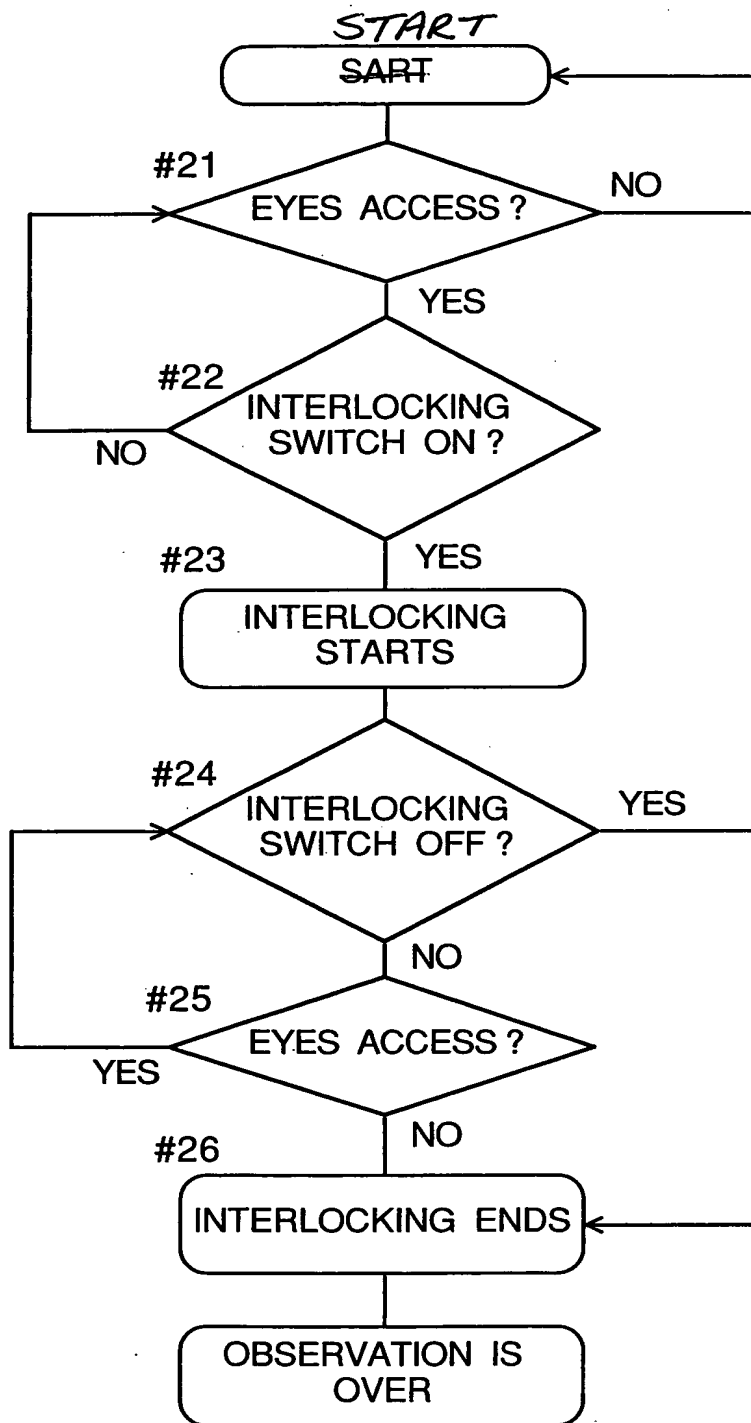 START
SART
#21
EYES ACCESS ?
NO
YES
#22
INTERLOCKING
SWITCH ON ?
NO
YES
#23
INTERLOCKING
STARTS
#24
INTERLOCKING
SWITCH OFF ?
YES
NO
#25
EYES ACCESS ?
YES
NO
#26
INTERLOCKING ENDS
OBSERVATION IS
OVER